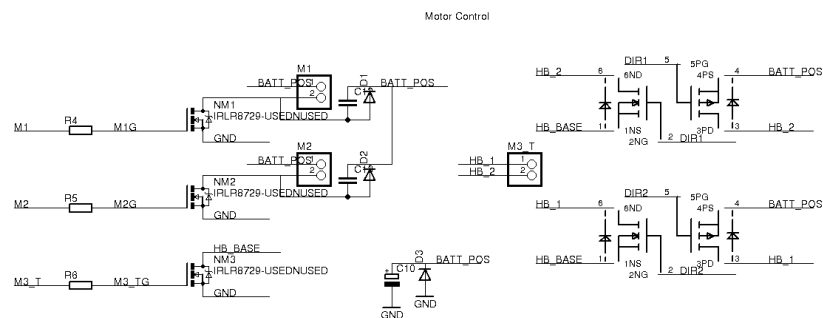 Motor Control
M1
BATT_POS
1
2
D1
BATT_POS
C1
NM1
IRLR8729-USEDNUSED
R4
M1
M1G
GND
M2
BATT_POS
1
2
D2
C1
NM2
IRLR8729-USEDNUSED
R5
M2
M2G
GND
HB_BASE
NM3
IRLR8729-USEDNUSED
R6
M3_T
M3_TG
GND
D3
C10
+
BATT_POS
GND
GND
M3_T
HB_1
1
HB_2
2
DIR1
5
5PG
HB_2
6
6ND
4PS
4
BATT_POS
HB_BASE
1
1NS
3PD
3
HB_2
2NG
2
DIR1
DIR2
5
5PG
HB_1
6
6ND
4PS
4
BATT_POS
HB_BASE
1
1NS
3PD
3
HB_1
2NG
2
DIR2